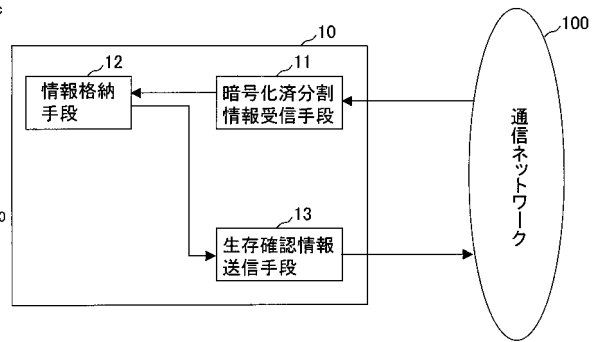 10
100
12
11
情報格納
手段
暗号化済分割
情報受信手段
通信ネットワーク
13
生存確認情報
送信手段